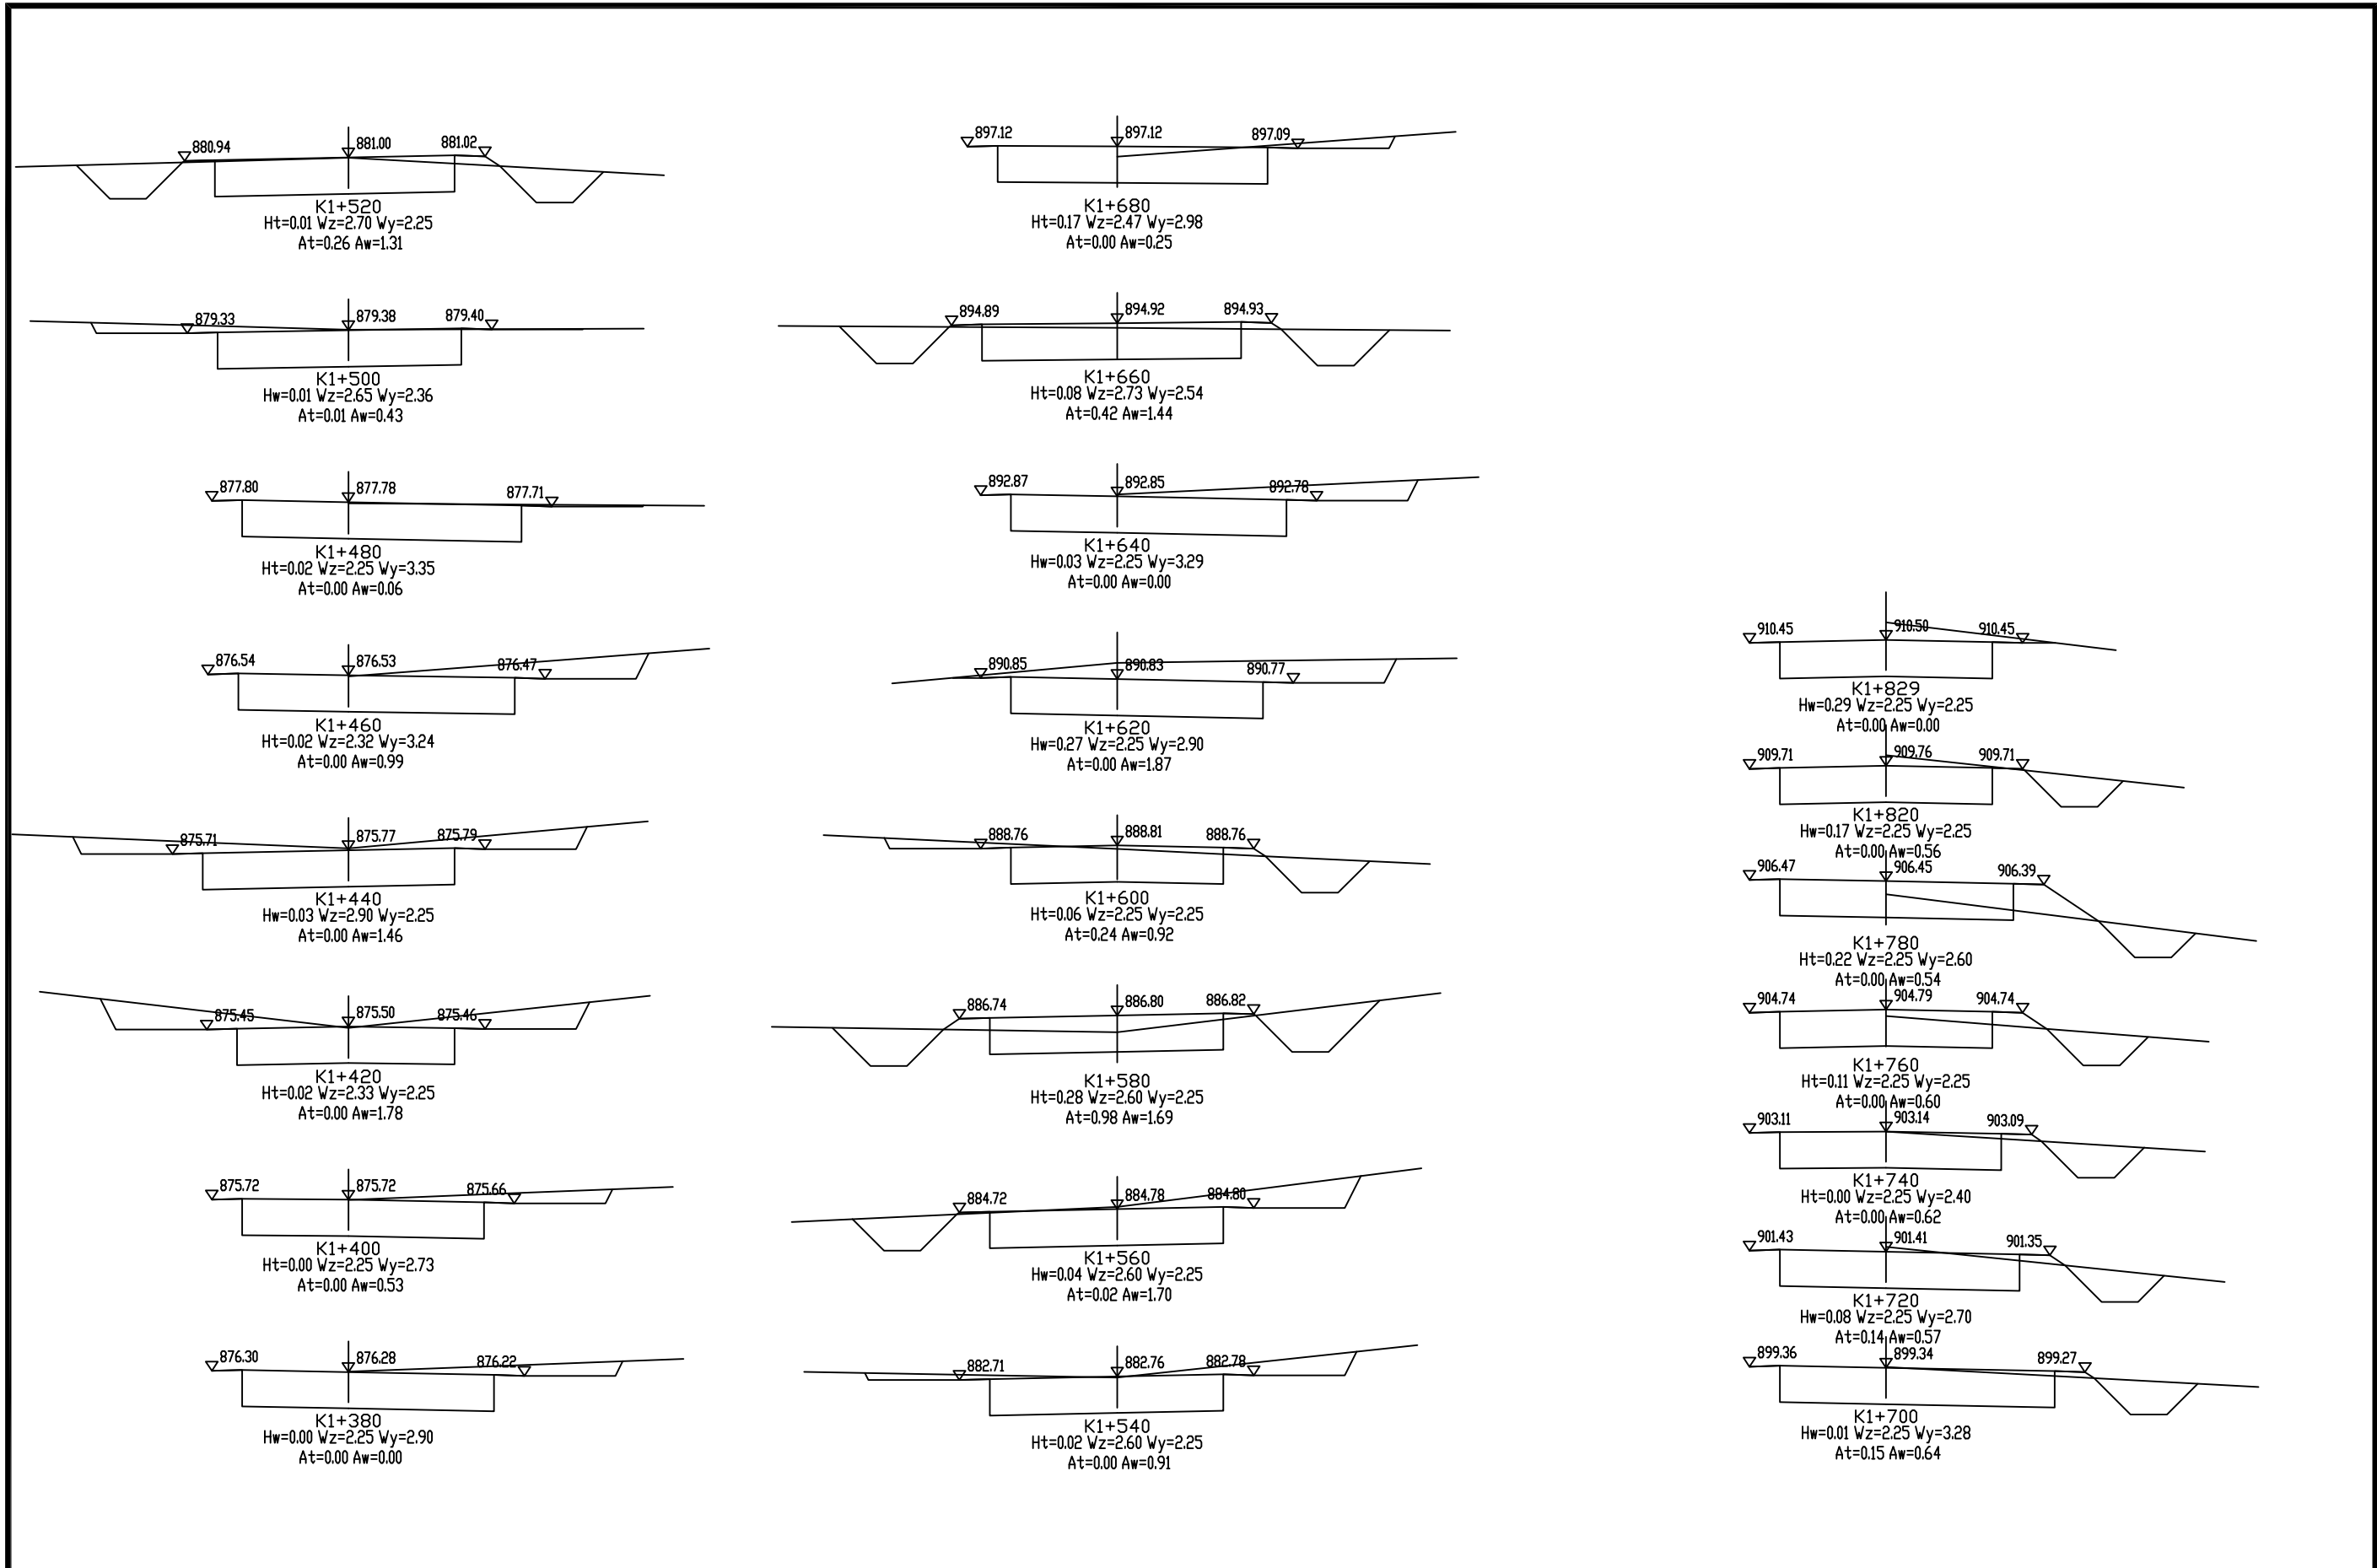 880.94 881.00 881.02
K1+520
Ht=0.01 Wz=2.70 Wy=2.25
At=0.26 Aw=1.31
879.33 879.38 879.40
K1+500
Hw=0.01 Wz=2.65 Wy=2.36
At=0.01 Aw=0.43
877.80 877.78 877.71
K1+480
Ht=0.02 Wz=2.25 Wy=3.35
At=0.00 Aw=0.06
876.54 876.53 876.47
K1+460
Ht=0.02 Wz=2.32 Wy=3.24
At=0.00 Aw=0.99
875.71 875.77 875.79
K1+440
Hw=0.03 Wz=2.90 Wy=2.25
At=0.00 Aw=1.46
875.45 875.50 875.46
K1+420
Ht=0.02 Wz=2.33 Wy=2.25
At=0.00 Aw=1.78
875.72 875.72 875.66
K1+400
Ht=0.00 Wz=2.25 Wy=2.73
At=0.00 Aw=0.53
876.30 876.28 876.22
K1+380
Hw=0.00 Wz=2.25 Wy=2.90
At=0.00 Aw=0.00
897.12 897.12 897.09
K1+680
Ht=0.17 Wz=2.47 Wy=2.98
At=0.00 Aw=0.25
894.89 894.92 894.93
K1+660
Ht=0.08 Wz=2.73 Wy=2.54
At=0.42 Aw=1.44
892.87 892.85 892.78
K1+640
Hw=0.03 Wz=2.25 Wy=3.29
At=0.00 Aw=0.00
890.85 890.83 890.77
K1+620
Hw=0.27 Wz=2.25 Wy=2.90
At=0.00 Aw=1.87
888.76 888.81 888.76
K1+600
Ht=0.06 Wz=2.25 Wy=2.25
At=0.24 Aw=0.92
886.74 886.80 886.82
K1+580
Ht=0.28 Wz=2.60 Wy=2.25
At=0.98 Aw=1.69
884.72 884.78 884.80
K1+560
Hw=0.04 Wz=2.60 Wy=2.25
At=0.02 Aw=1.70
882.71 882.76 882.78
K1+540
Ht=0.02 Wz=2.60 Wy=2.25
At=0.00 Aw=0.91
910.45 910.50 910.45
K1+829
Hw=0.29 Wz=2.25 Wy=2.25
At=0.00 Aw=0.00
909.71 909.76 909.71
K1+820
Hw=0.17 Wz=2.25 Wy=2.25
At=0.00 Aw=0.56
906.47 906.45 906.39
K1+780
Ht=0.22 Wz=2.25 Wy=2.60
At=0.00 Aw=0.54
904.74 904.79 904.74
K1+760
Ht=0.11 Wz=2.25 Wy=2.25
At=0.00 Aw=0.60
903.11 903.14 903.09
K1+740
Ht=0.00 Wz=2.25 Wy=2.40
At=0.00 Aw=0.62
901.43 901.41 901.35
K1+720
Hw=0.08 Wz=2.25 Wy=2.70
At=0.14 Aw=0.57
899.36 899.34 899.27
K1+700
Hw=0.01 Wz=2.25 Wy=3.28
At=0.15 Aw=0.64